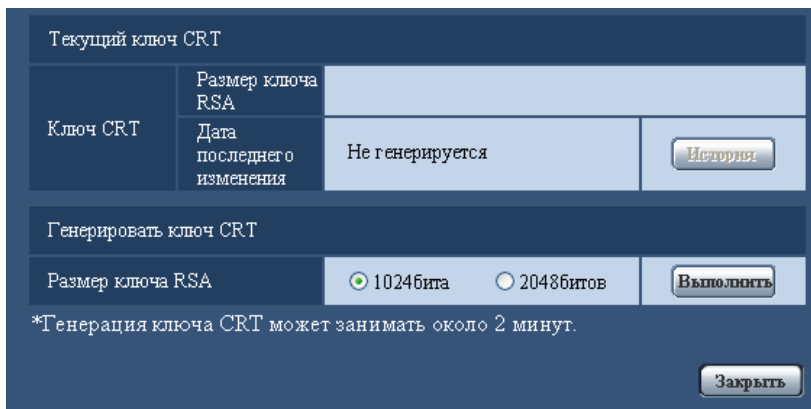 Текущий ключ CRT
Ключ CRT
Размер ключа
RSA
Дата
последнего
изменения
Не генерируется
История
Генерировать ключ CRT
Размер ключа RSA
1024бита
2048битов
Выполнить
*Генерация ключа CRT может занимать около 2 минут.
Закрыть